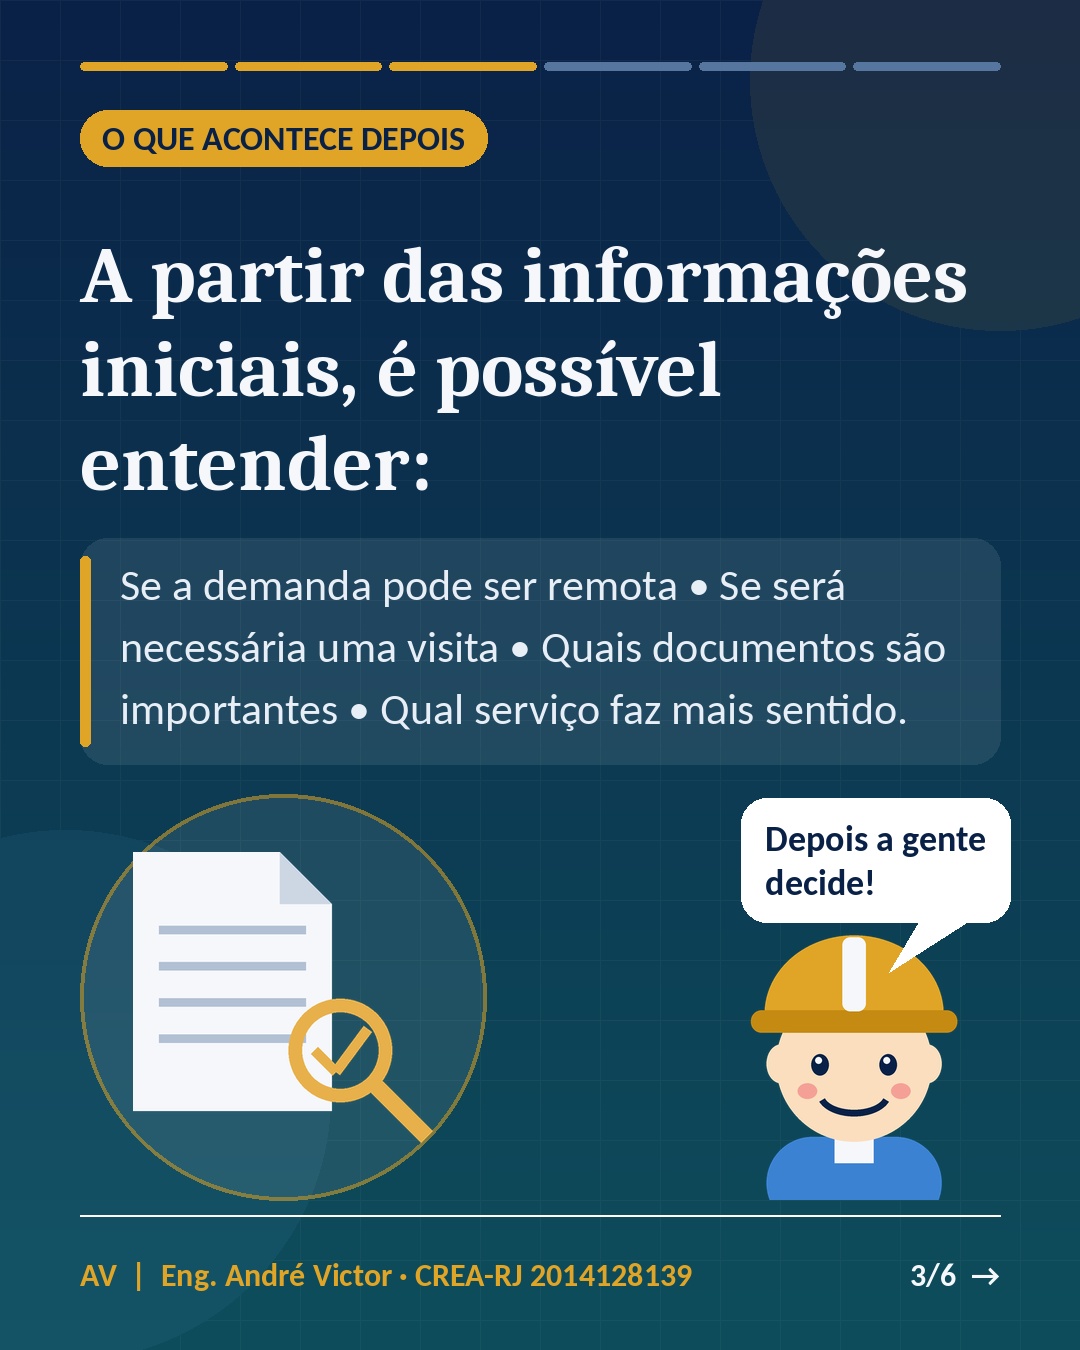 O QUE ACONTECE DEPOIS
A partir das informações
iniciais, é possível
entender:
Se a demanda pode ser remota • Se será
necessária uma visita • Quais documentos são
importantes • Qual serviço faz mais sentido.
Depois a gente
decide!
AV | Eng. André Victor · CREA-RJ 2014128139
3/6 →